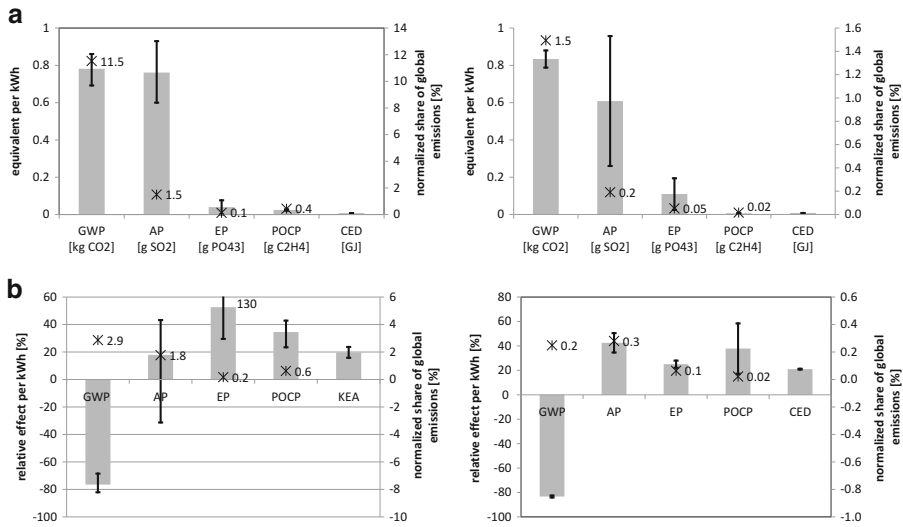 a
1
0.8
0.6
0.4
0.2
0
equivalent per kWh
11.5
1.5
0.1
0.4
14
12
10
8
6
4
2
0
normalized share of global
emissions [%]
GWP
[kg CO2]
AP
[g SO2]
EP
[g PO43]
POCP
[g C2H4]
CED
[GJ]
1
0.8
0.6
0.4
0.2
0
equivalent per kWh
1.5
0.2
0.05
0.02
1.6
1.4
1.2
1.0
0.8
0.6
0.4
0.2
0.0
normalized share of global
emissions [%]
GWP
[kg CO2]
AP
[g SO2]
EP
[g PO43]
POCP
[g C2H4]
CED
[GJ]
b
60
40
20
0
-20
-40
-60
-80
-100
relative effect per kWh [%]
2.9
1.8
130
0.2
0.6
GWP
AP
EP
POCP
KEA
6
4
2
0
-2
-4
-6
-8
-10
normalized share of global
emissions [%]
80
60
40
20
0
-20
-40
-60
-80
-100
relative effect per kWh [%]
0.2
0.3
0.1
0.02
GWP
AP
EP
POCP
CED
0.6
0.4
0.2
0.0
-0.2
-0.4
-0.6
-0.8
-1.0
normalized share of global
emissions [%]